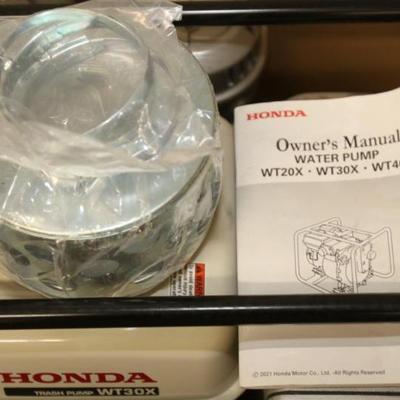 HONDA
Owner's Manual
WATER PUMP
WT20X · WT30X · WT40
© 2021 Honda Motor Co., Ltd. -All Rights Reserved
HONDA
TRASH PUMP WT30X